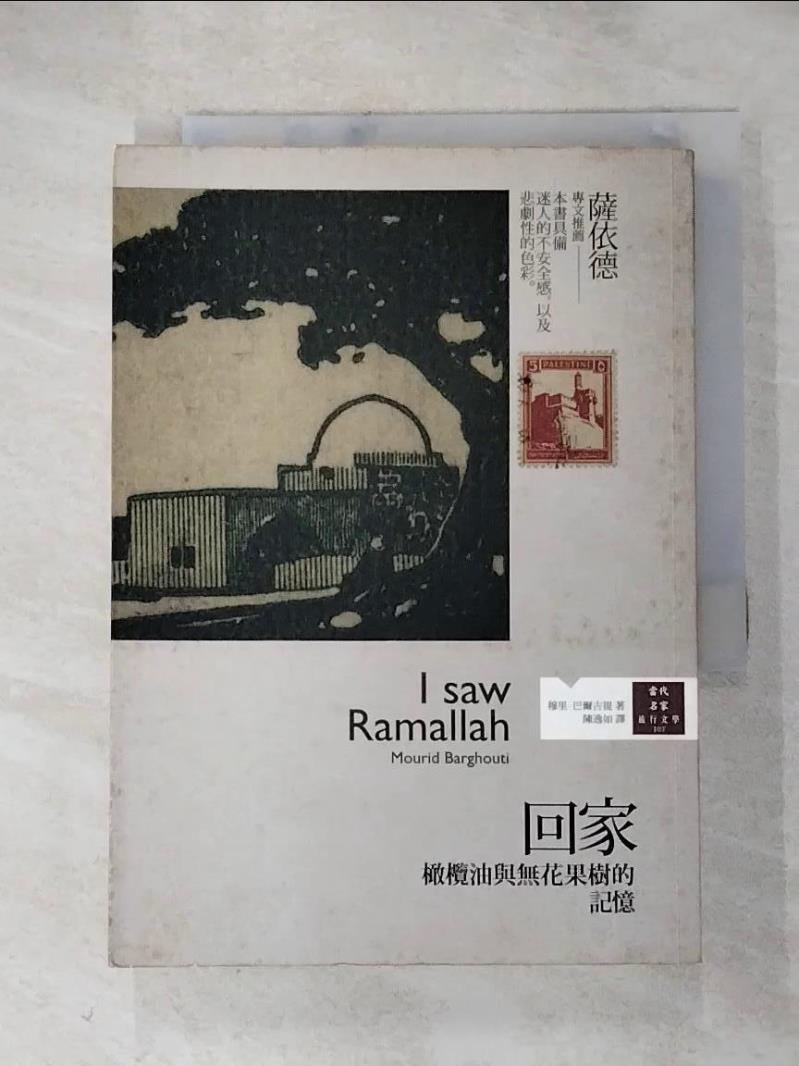 薩依德
專文推薦
本書具備
迷人的不安全感。以及
悲劇性的色彩。
5 PALESTINE ٥
I saw
Ramallah
Mourid Barghouti
穆里·巴爾古提 著
陳逸如 譯
當代
名家
旅行文學
107
回家
橄欖油與無花果樹的
記憶